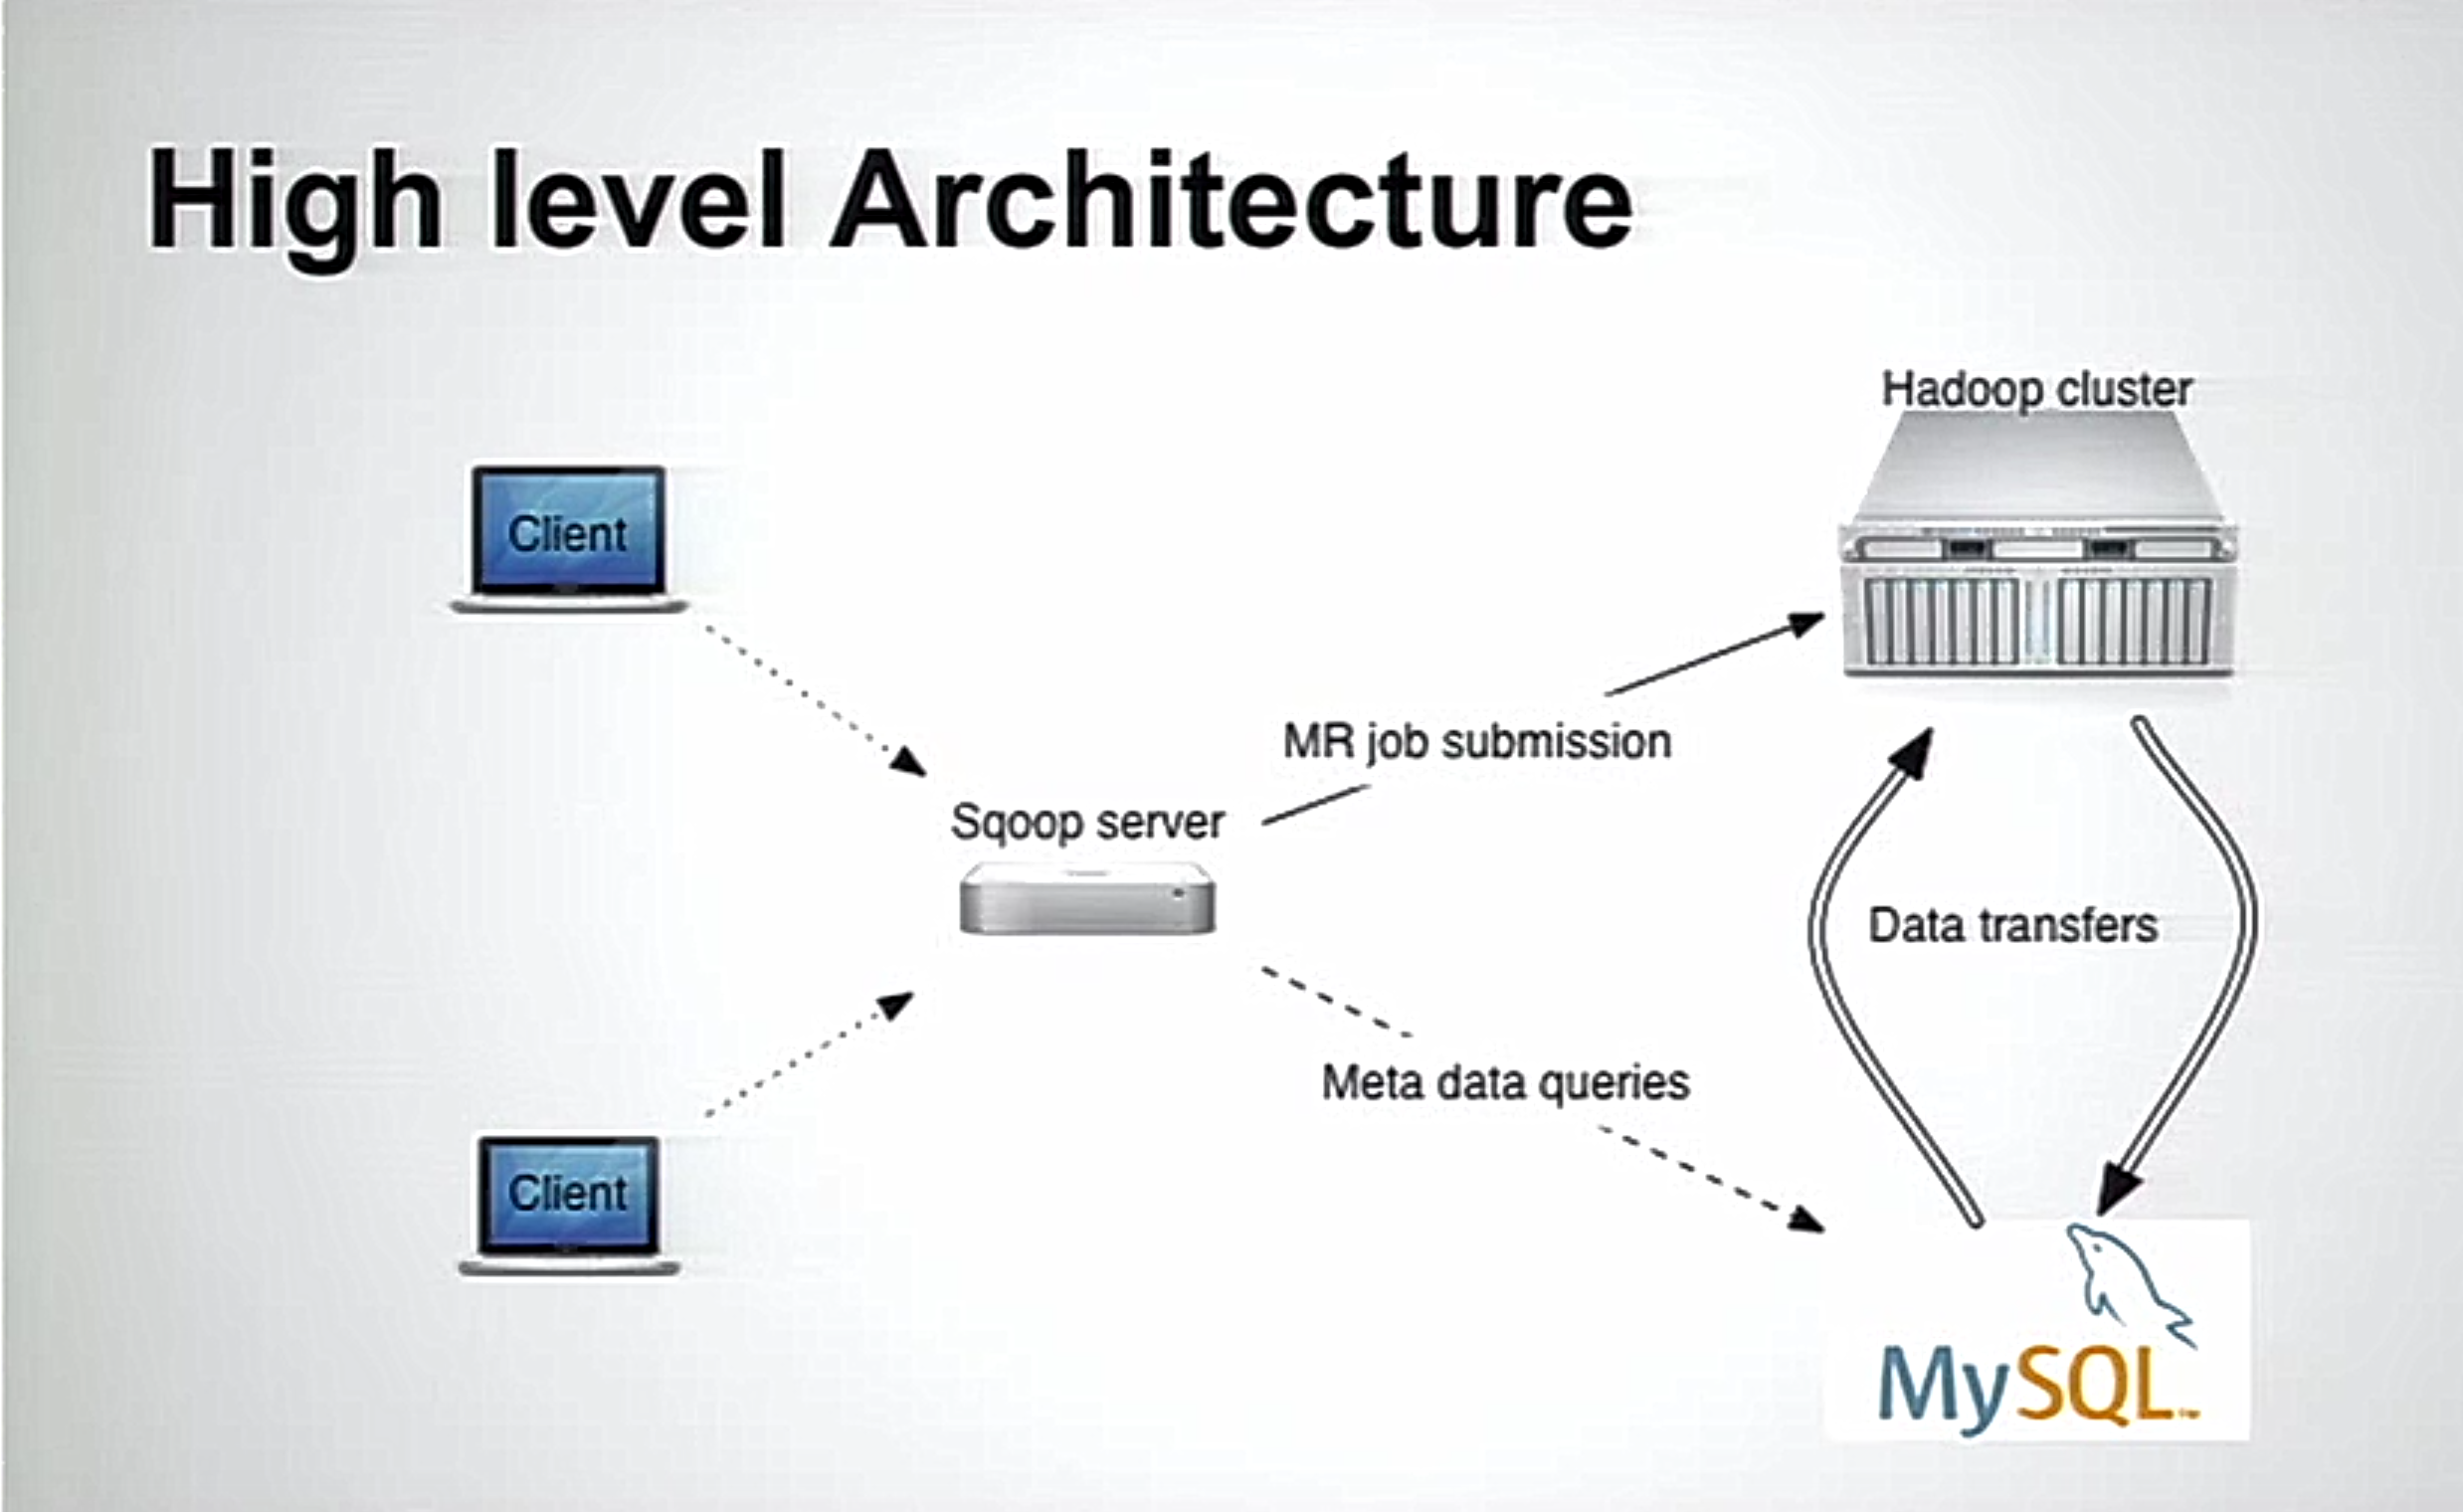 High level Architecture
Hadoop cluster
Client
MR job submission
Sqoop server
Data transfers
Meta data queries
Client
MySQL